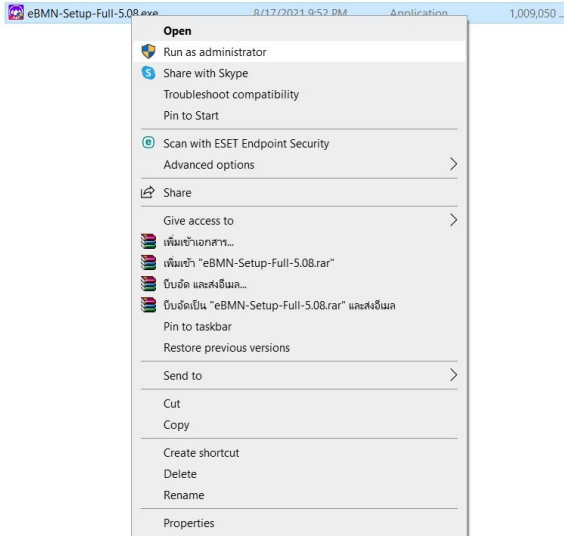 eBMN-Setup-Full-5.08.exe 8/17/2021 9:52 PM Application 1,009,050 ...
Open
Run as administrator
Share with Skype
Troubleshoot compatibility
Pin to Start
Scan with ESET Endpoint Security
Advanced options
Share
Give access to
เพิ่มเข้าเอกสาร...
เพิ่มเข้า "eBMN-Setup-Full-5.08.rar"
บีบอัด และส่งอีเมล...
บีบอัดเป็น "eBMN-Setup-Full-5.08.rar" และส่งอีเมล
Pin to taskbar
Restore previous versions
Send to
Cut
Copy
Create shortcut
Delete
Rename
Properties